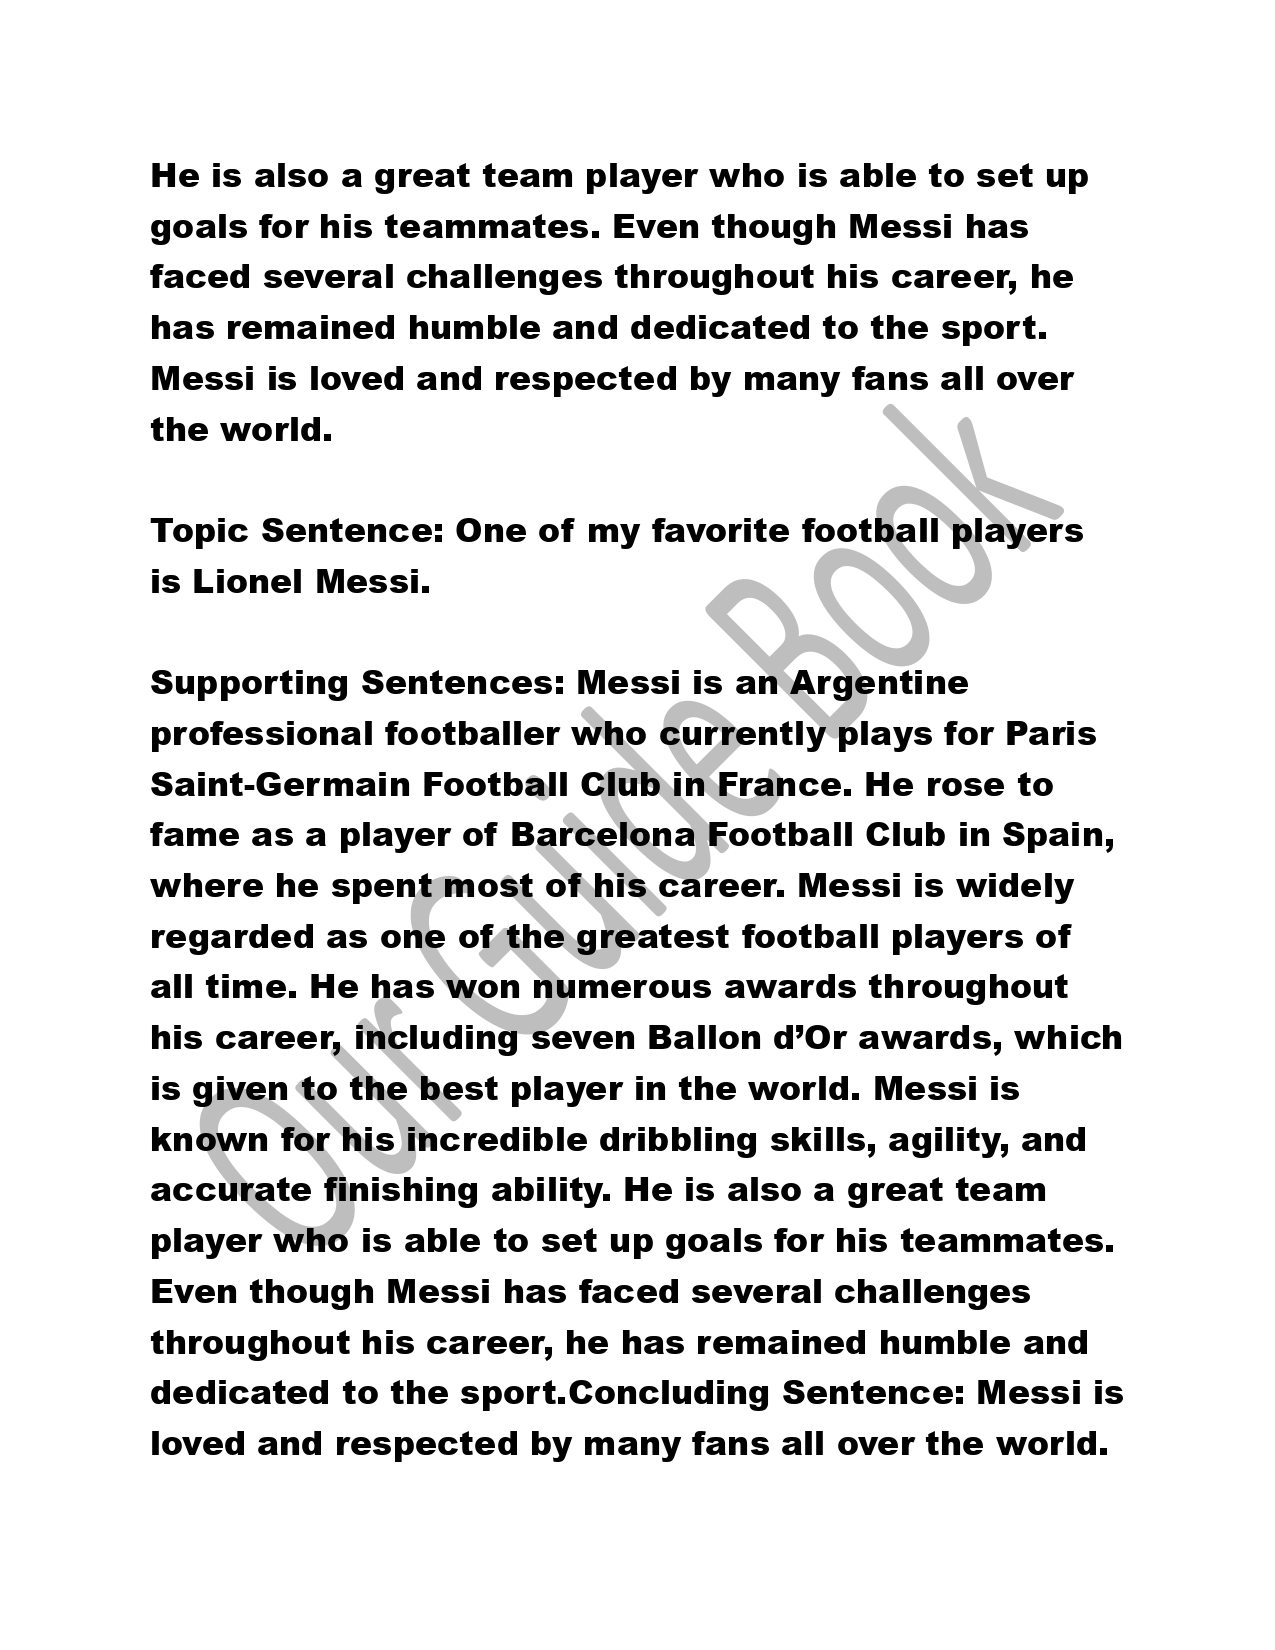 He is also a great team player who is able to set up
goals for his teammates. Even though Messi has
faced several challenges throughout his career, he
has remained humble and dedicated to the sport.
Messi is loved and respected by many fans all over
the world.
Topic Sentence: One of my favorite football players
is Lionel Messi.
Supporting Sentences: Messi is an Argentine
professional footballer who currently plays for Paris
Saint-Germain Football Club in France. He rose to
fame as a player of Barcelona Football Club in Spain,
where he spent most of his career. Messi is widely
regarded as one of the greatest football players of
all time. He has won numerous awards throughout
his career, including seven Ballon d’Or awards, which
is given to the best player in the world. Messi is
known for his incredible dribbling skills, agility, and
accurate finishing ability. He is also a great team
player who is able to set up goals for his teammates.
Even though Messi has faced several challenges
throughout his career, he has remained humble and
dedicated to the sport.Concluding Sentence: Messi is
loved and respected by many fans all over the world.
Our Guide Book